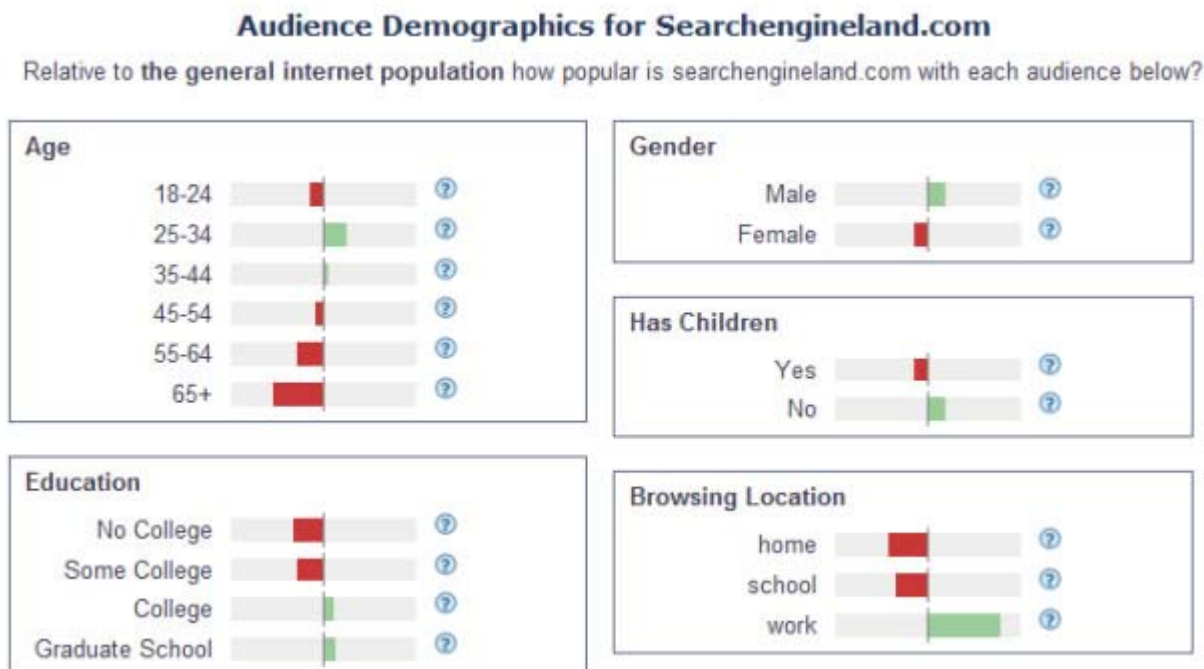 Audience Demographics for Searchengineland.com
Relative to the general internet population how popular is searchengineland.com with each audience below?
Age
18-24 ?
25-34 ?
35-44 ?
45-54 ?
55-64 ?
65+ ?
Education
No College ?
Some College ?
College ?
Graduate School ?
Gender
Male ?
Female ?
Has Children
Yes ?
No ?
Browsing Location
home ?
school ?
work ?